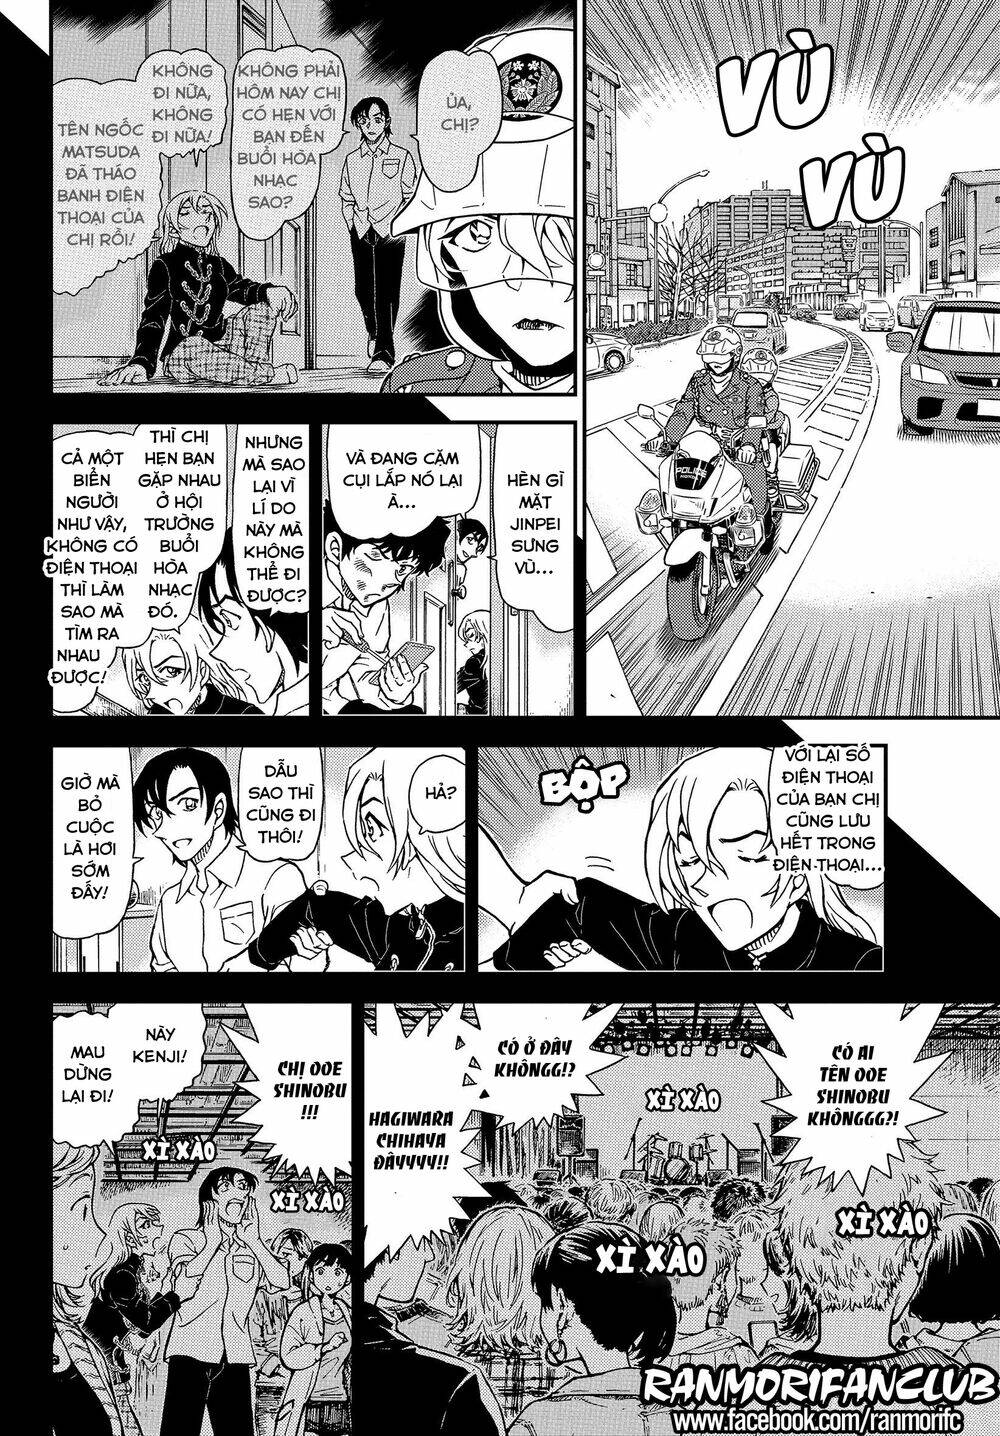 VÙ
VÙ
POLICE
ỦA,
CHỊ?
KHÔNG PHẢI
HÔM NAY CHỊ
CÓ HẸN VỚI
BẠN ĐẾN
BUỔI HÒA
NHẠC
SAO?
KHÔNG
ĐI NỮA,
KHÔNG
ĐI NỮA!
TÊN NGỐC
MATSUDA
ĐÃ THÁO
BANH ĐIỆN
THOẠI CỦA
CHỊ RỒI!
HÈN GÌ
MẶT
JINPEI
SƯNG
VÙ...
VÀ ĐANG CẶM
CỤI LẮP NÓ LẠI
À...
NHƯNG
MÀ SAO
LẠI VÌ
LÍ DO
NÀY MÀ
KHÔNG
THỂ ĐI
ĐƯỢC?
THÌ CHỊ
HẸN BẠN
GẶP NHAU
Ở HỘI
TRƯỜNG
BUỔI HÒA
NHẠC
ĐÓ.
CẢ MỘT
BIỂN
NGƯỜI
NHƯ VẬY,
KHÔNG CÓ
ĐIỆN THOẠI
THÌ LÀM
SAO MÀ
TÌM RA
NHAU
ĐƯỢC!
VỚI LẠI SỐ
ĐIỆN THOẠI
CỦA BẠN CHỊ
CŨNG LƯU
HẾT TRONG
ĐIỆN THOẠI...
BỘP
HẢ?
DẪU
SAO THÌ
CŨNG ĐI
THÔI!
GIỜ MÀ
BỎ
CUỘC
LÀ HƠI
SỚM
ĐẤY!
CÓ AI
TÊN OOE
SHINOBU
KHÔNGGG?!
CÓ Ở ĐÂY
KHÔNGG!?
HAGIWARA
CHIHAYA
ĐÂYYYY!!
XÌ XÀO
XÌ XÀO
XÌ XÀO
CHỊ OOE
SHINOBU
!!!
NÀY
KENJI!
MAU
DỪNG
LẠI ĐI!
XÌ XÀO
XÌ XÀO
RANMORIFANCLUB
www.facebook.com/ranmorifc